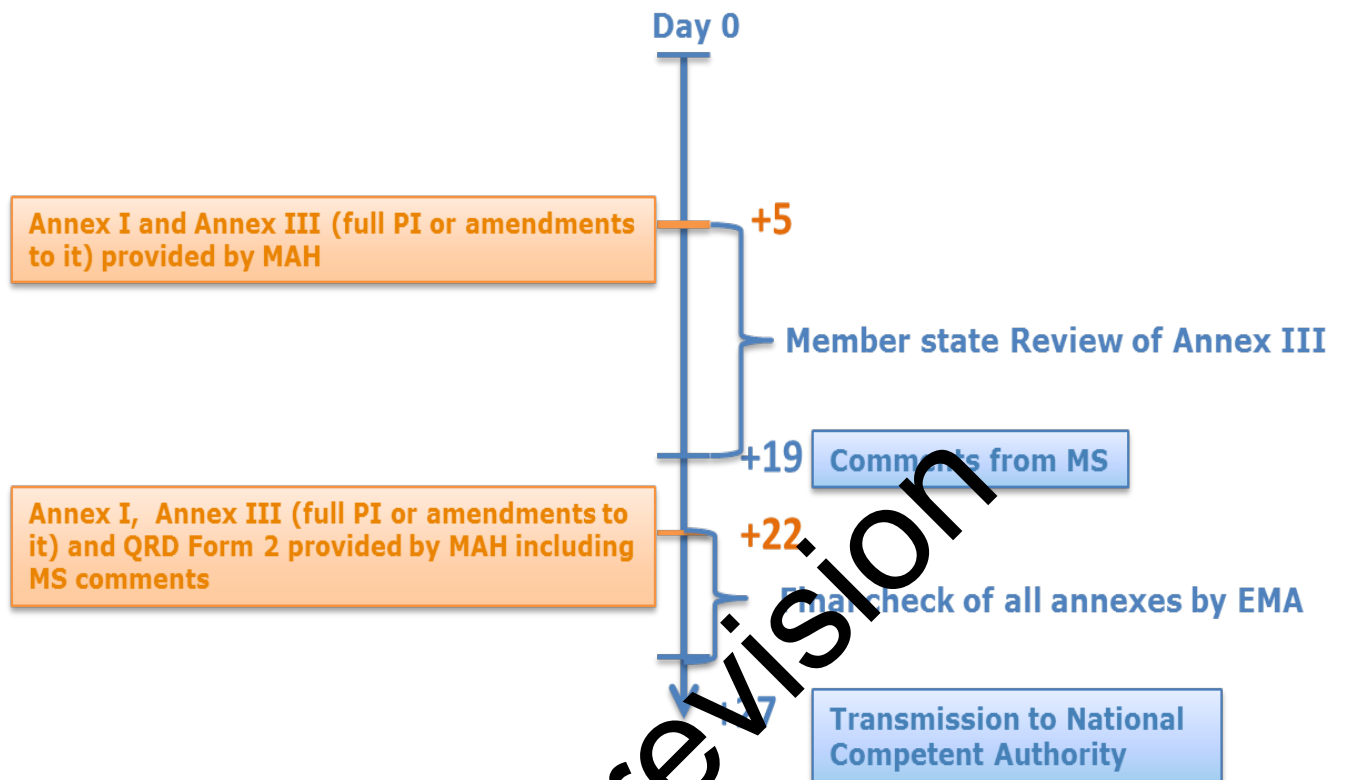 Day 0
Annex I and Annex III (full PI or amendments
to it) provided by MAH
+5
Member state Review of Annex III
+19
Comments from MS
Annex I,  Annex III (full PI or amendments to
it) and QRD Form 2 provided by MAH including
MS comments
+22
Final check of all annexes by EMA
Transmission to National
Competent Authority
revision